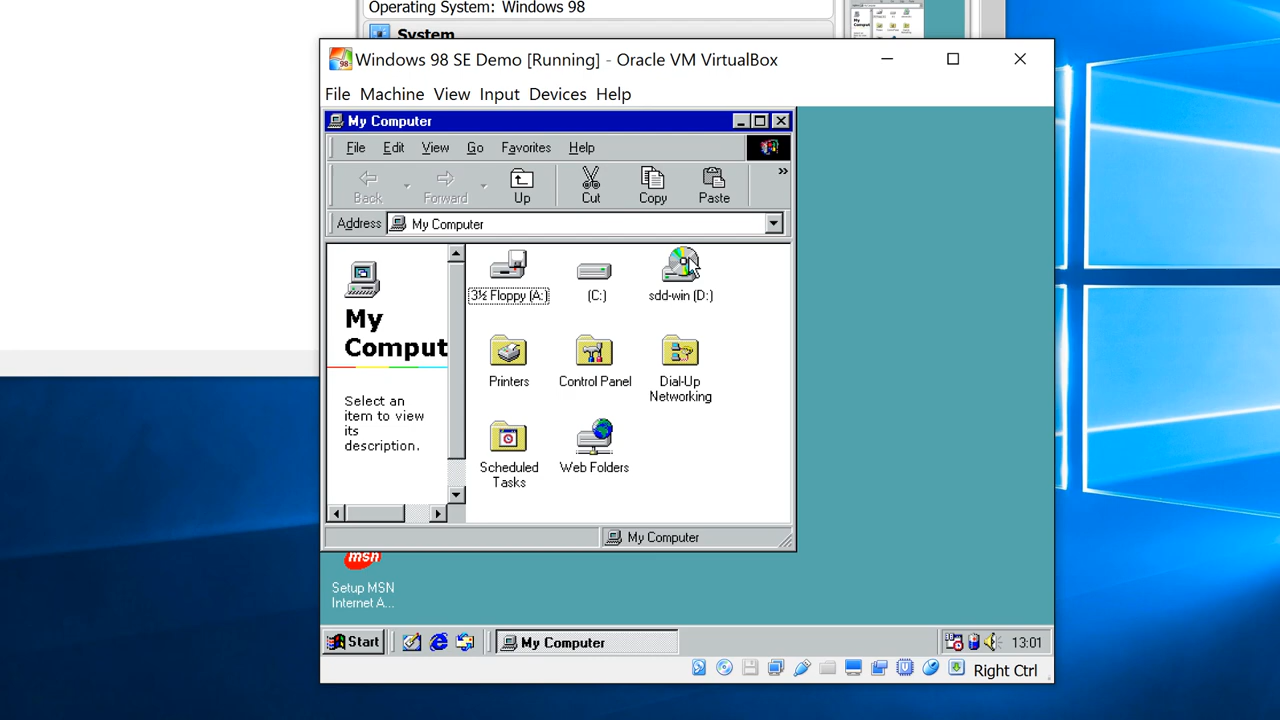 Operating System: Windows 98
System
Windows 98 SE Demo [Running] - Oracle VM VirtualBox
File Machine View Input Devices Help
My Computer
File Edit View Go Favorites Help
Back Forward Up Cut Copy Paste »
Address My Computer
3½ Floppy (A:) (C:) sdd-win (D:)
My
Comput
Printers Control Panel Dial-Up
Networking
Select an
item to view
its
description.
Scheduled
Tasks
Web Folders
My Computer
msn
Setup MSN
Internet A...
Start My Computer 13:01
Right Ctrl